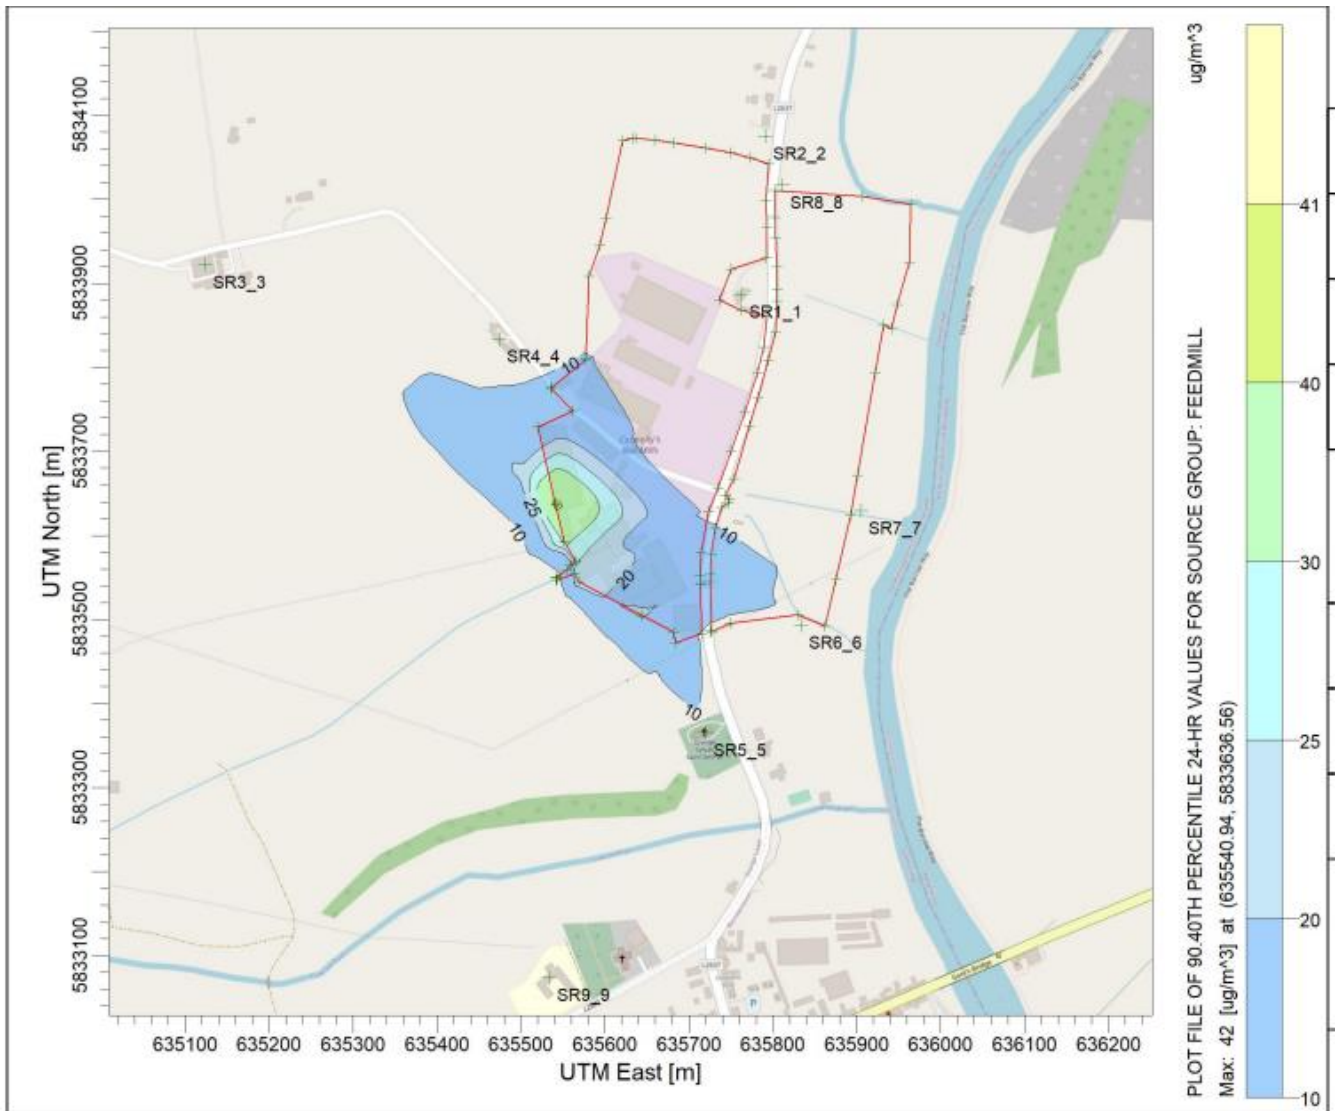 ug/m^3
5834100
5833900
5833700
5833500
5833300
5833100
UTM North [m]
SR2_2
SR8_8
SR3_3
SR1_1
SR4_4
10
25
10
20
10
SR7_7
SR6_6
10
SR5_5
SR9_9
P
635100
635200
635300
635400
635500
635600
635700
635800
635900
636000
636100
636200
UTM East [m]
PLOT FILE OF 90.40TH PERCENTILE 24-HR VALUES FOR SOURCE GROUP: FEEDMILL
Max: 42 [ug/m^3] at (635540.94, 5833636.56)
41
40
30
25
20
10